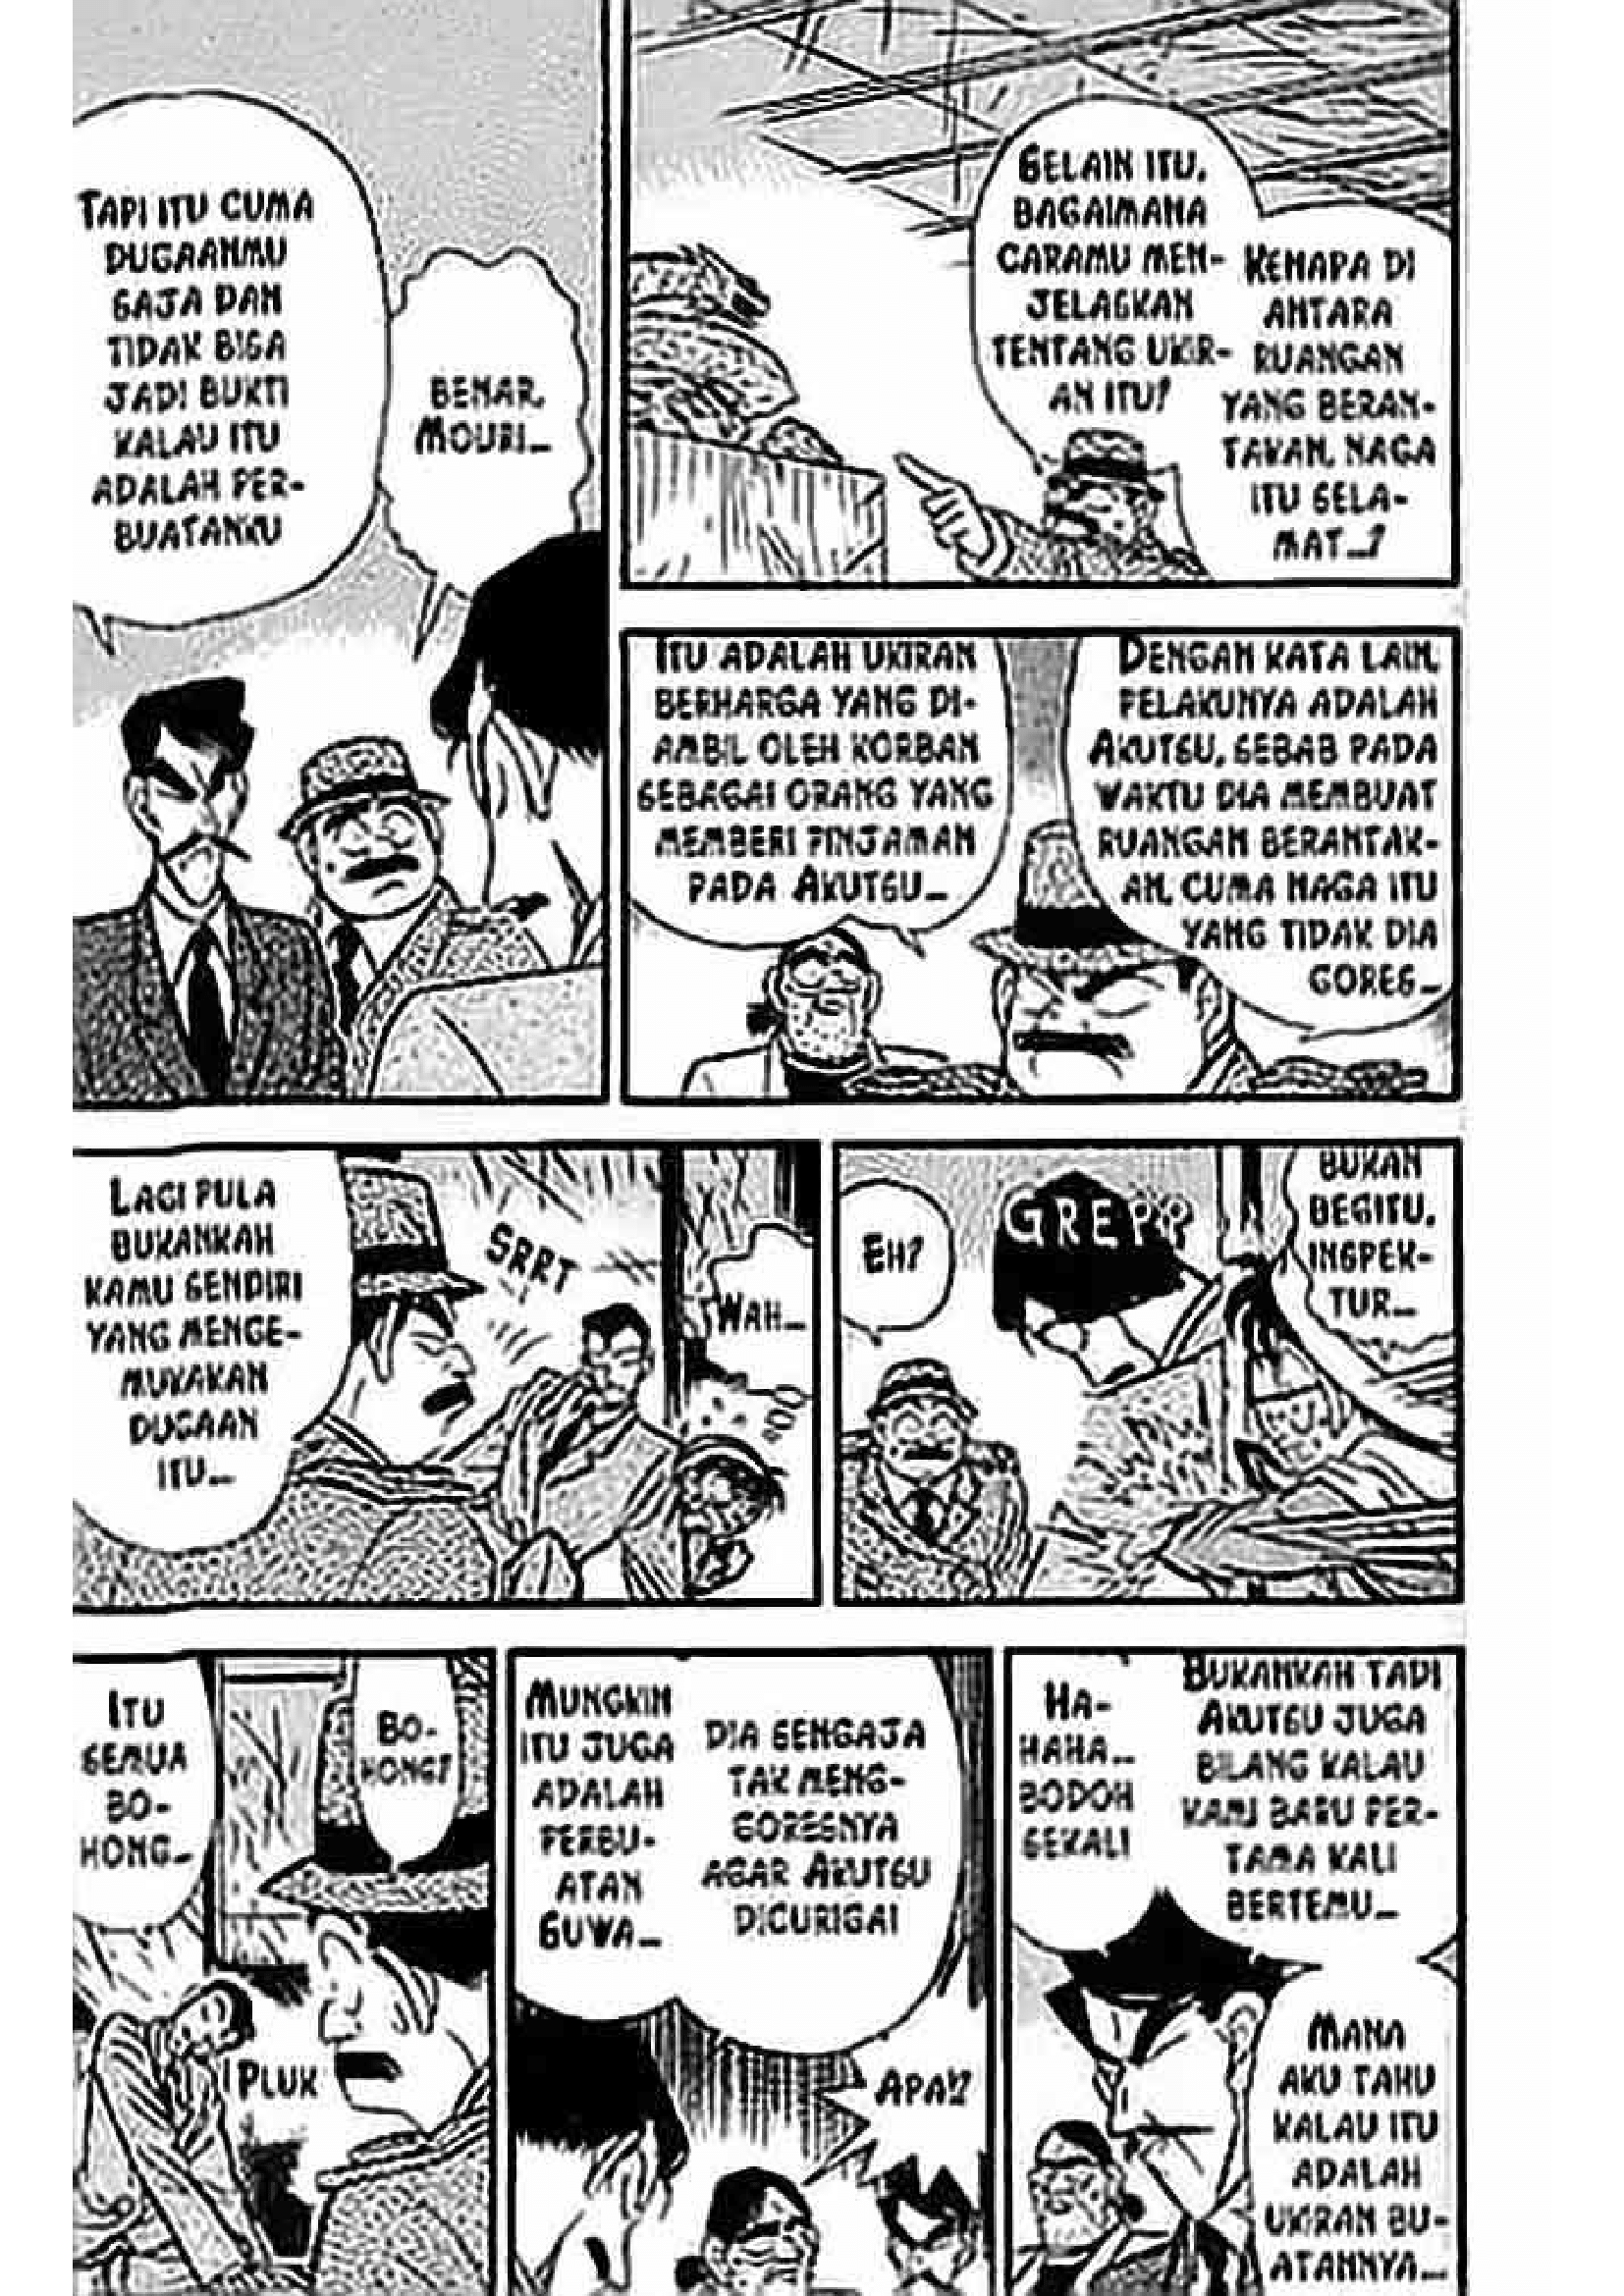 SELAIN ITU,
BAGAIMANA
CARAMU MEN-
JELASKAN
TENTANG UKIR-
AN ITU?
KENAPA DI
ANTARA
RUANGAN
YANG BERAN-
TAKAN, NAGA
ITU SELA-
MAT...?
TAPI ITU CUMA
DUGAANMU
SAJA DAN
TIDAK BISA
JADI BUKTI
KALAU ITU
ADALAH PER-
BUATANKU
BENAR,
MOURI...
DENGAN KATA LAIN,
PELAKUNYA ADALAH
AKUTSU, SEBAB PADA
WAKTU DIA MEMBUAT
RUANGAN BERANTAK-
AN, CUMA NAGA ITU
YANG TIDAK DIA
GORES...
ITU ADALAH UKIRAN
BERHARGA YANG DI-
AMBIL OLEH KORBAN
SEBAGAI ORANG YANG
MEMBERI PINJAMAN
PADA AKUTSU...
BUKAN
BEGITU,
INSPEK-
TUR...
GREPP
EH?
WAH...
SRRT
LAGI PULA
BUKANKAH
KAMU SENDIRI
YANG MENGE-
MUKAKAN
DUGAAN
ITU...
BUKANKAH TADI
AKUTSU JUGA
BILANG KALAU
KAMI BARU PER-
TAMA KALI
BERTEMU...
HA-
HAHA...
BODOH
SEKALI
MANA
AKU TAHU
KALAU ITU
ADALAH
UKIRAN BU-
ATANNYA...
DIA SENGAJA
TAK MENG-
GORESNYA
AGAR AKUTSU
DICURIGAI
MUNGKIN
ITU JUGA
ADALAH
PERBU-
ATAN
SUWA...
APA!?
BO-
HONG?
PLUK
ITU
SEMUA
BO-
HONG...